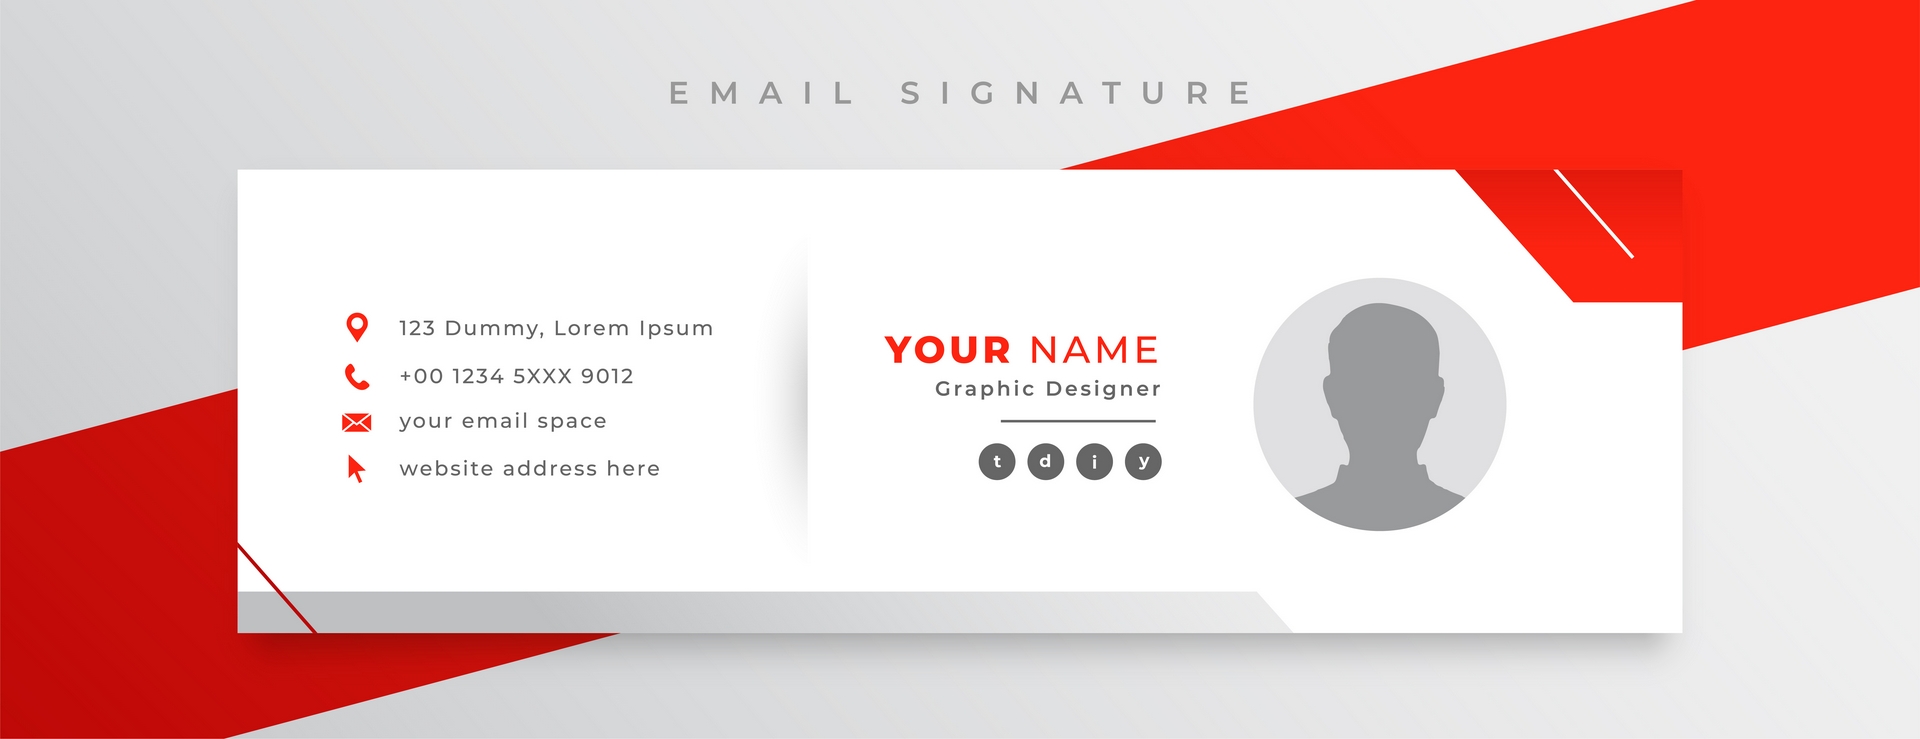 EMAIL SIGNATURE
123 Dummy, Lorem Ipsum
+00 1234 5XXX 9012
your email space
website address here
YOUR NAME
Graphic Designer
t d i y